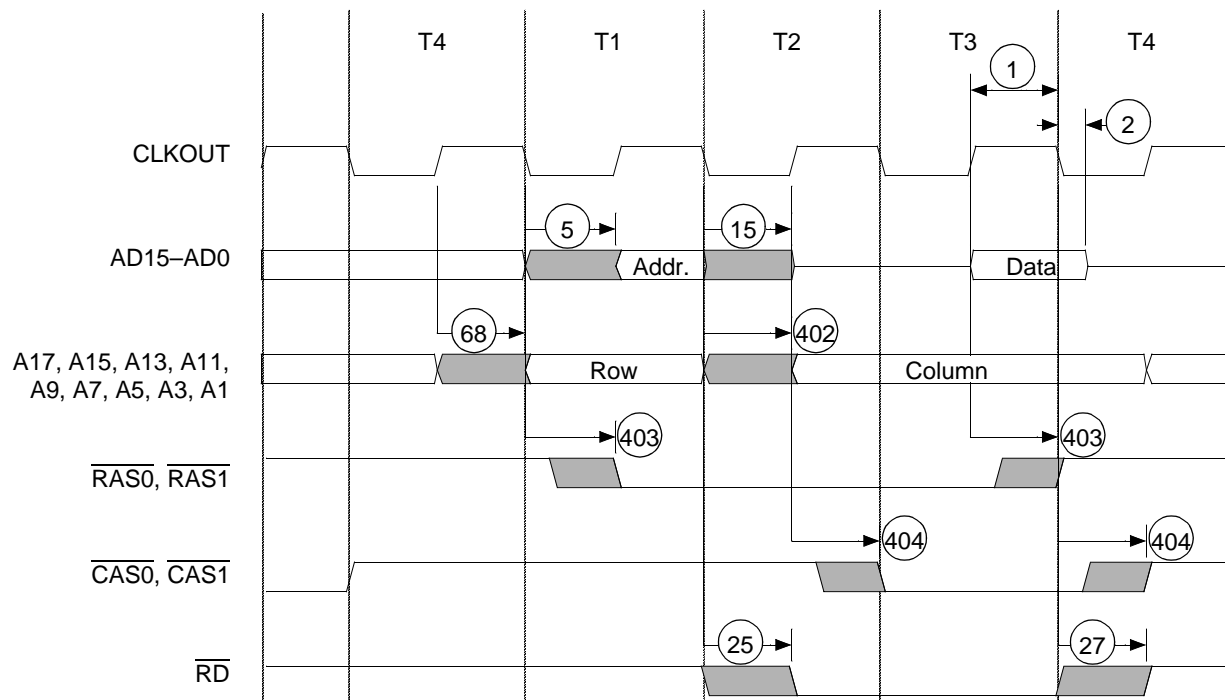 T4 T1 T2 T3 T4
1
2
CLKOUT
5 15
AD15–AD0 Addr. Data
68 402
A17, A15, A13, A11,
A9, A7, A5, A3, A1
Row Column
403 403
RAS0, RAS1
404 404
CAS0, CAS1
25 27
RD